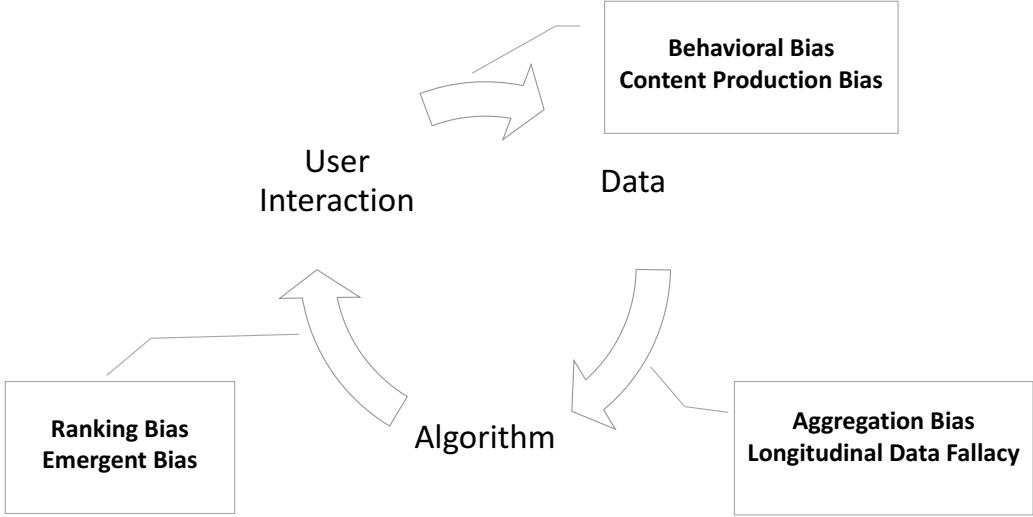 Behavioral Bias
Content Production Bias
User
Interaction
Data
Ranking Bias
Emergent Bias
Algorithm
Aggregation Bias
Longitudinal Data Fallacy